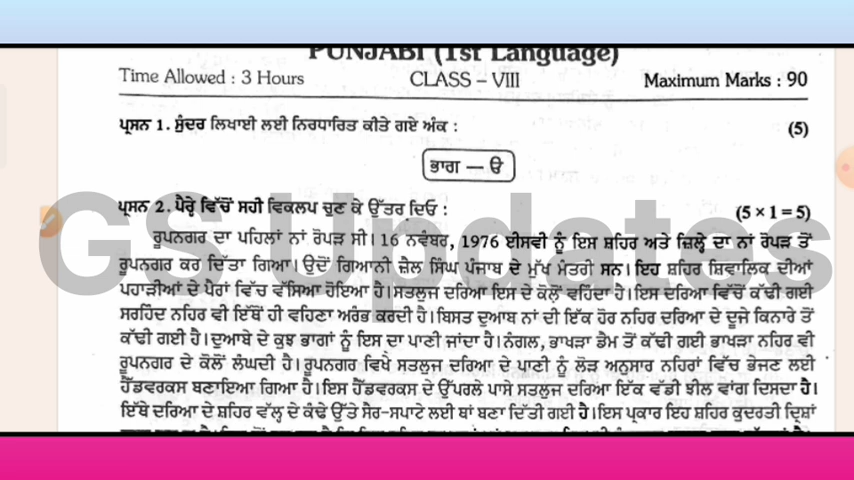 PUNJABI (1st Language)
Time Allowed : 3 Hours CLASS – VIII Maximum Marks : 90
ਪ੍ਰਸ਼ਨ 1. ਸੁੰਦਰ ਲਿਖਾਈ ਲਈ ਨਿਰਧਾਰਿਤ ਕੀਤੇ ਗਏ ਅੰਕ : (5)
ਭਾਗ — ੳ
ਪ੍ਰਸ਼ਨ 2. ਪੈਰ੍ਹੇ ਵਿੱਚੋਂ ਸਹੀ ਵਿਕਲਪ ਚੁਣ ਕੇ ਉੱਤਰ ਦਿਓ : (5 × 1 = 5)
GS Updates
ਰੂਪਨਗਰ ਦਾ ਪਹਿਲਾਂ ਨਾਂ ਰੋਪੜ ਸੀ। 16 ਨਵੰਬਰ, 1976 ਈਸਵੀ ਨੂੰ ਇਸ ਸ਼ਹਿਰ ਅਤੇ ਜ਼ਿਲ੍ਹੇ ਦਾ ਨਾਂ ਰੋਪੜ ਤੋਂ
ਰੂਪਨਗਰ ਕਰ ਦਿੱਤਾ ਗਿਆ। ਉਦੋਂ ਗਿਆਨੀ ਜ਼ੈਲ ਸਿੰਘ ਪੰਜਾਬ ਦੇ ਮੁੱਖ ਮੰਤਰੀ ਸਨ। ਇਹ ਸ਼ਹਿਰ ਸ਼ਿਵਾਲਿਕ ਦੀਆਂ
ਪਹਾੜੀਆਂ ਦੇ ਪੈਰਾਂ ਵਿੱਚ ਵੱਸਿਆ ਹੋਇਆ ਹੈ। ਸਤਲੁਜ ਦਰਿਆ ਇਸ ਦੇ ਕੋਲ਼ੋਂ ਵਹਿੰਦਾ ਹੈ। ਇਸ ਦਰਿਆ ਵਿੱਚੋਂ ਕੱਢੀ ਗਈ
ਸਰਹਿੰਦ ਨਹਿਰ ਵੀ ਇੱਥੋਂ ਹੀ ਵਹਿਣਾ ਅਰੰਭ ਕਰਦੀ ਹੈ। ਬਿਸਤ ਦੁਆਬ ਨਾਂ ਦੀ ਇੱਕ ਹੋਰ ਨਹਿਰ ਦਰਿਆ ਦੇ ਦੂਜੇ ਕਿਨਾਰੇ ਤੋਂ
ਕੱਢੀ ਗਈ ਹੈ। ਦੁਆਬੇ ਦੇ ਕੁਝ ਭਾਗਾਂ ਨੂੰ ਇਸ ਦਾ ਪਾਣੀ ਜਾਂਦਾ ਹੈ। ਨੰਗਲ, ਭਾਖੜਾ ਡੈਮ ਤੋਂ ਕੱਢੀ ਗਈ ਭਾਖੜਾ ਨਹਿਰ ਵੀ
ਰੂਪਨਗਰ ਦੇ ਕੋਲੋਂ ਲੰਘਦੀ ਹੈ। ਰੂਪਨਗਰ ਵਿਖੇ ਸਤਲੁਜ ਦਰਿਆ ਦੇ ਪਾਣੀ ਨੂੰ ਲੋੜ ਅਨੁਸਾਰ ਨਹਿਰਾਂ ਵਿੱਚ ਭੇਜਣ ਲਈ
ਹੈੱਡਵਰਕਸ ਬਣਾਇਆ ਗਿਆ ਹੈ। ਇਸ ਹੈੱਡਵਰਕਸ ਦੇ ਉੱਪਰਲੇ ਪਾਸੇ ਸਤਲੁਜ ਦਰਿਆ ਇੱਕ ਵੱਡੀ ਝੀਲ ਵਾਂਗ ਦਿਸਦਾ ਹੈ।
ਇੱਥੇ ਦਰਿਆ ਦੇ ਸ਼ਹਿਰ ਵੱਲ੍ਹ ਦੇ ਕੰਢੇ ਉੱਤੇ ਸੈਰ-ਸਪਾਟੇ ਲਈ ਥਾਂ ਬਣਾ ਦਿੱਤੀ ਗਈ ਹੈ। ਇਸ ਪ੍ਰਕਾਰ ਇਹ ਸ਼ਹਿਰ ਕੁਦਰਤੀ ਦ੍ਰਿਸ਼ਾਂ